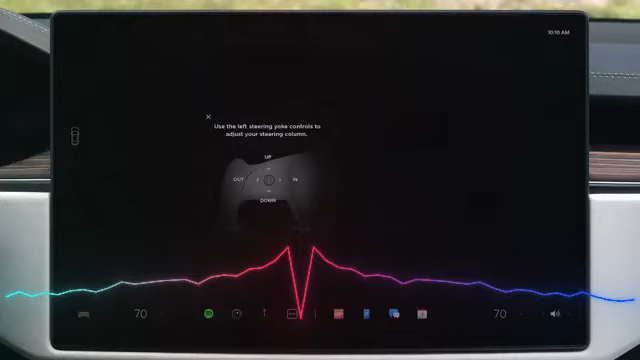 10:10 AM
Use the left steering yoke controls to
adjust your steering column.
UP
OUT
IN
DOWN
70
70